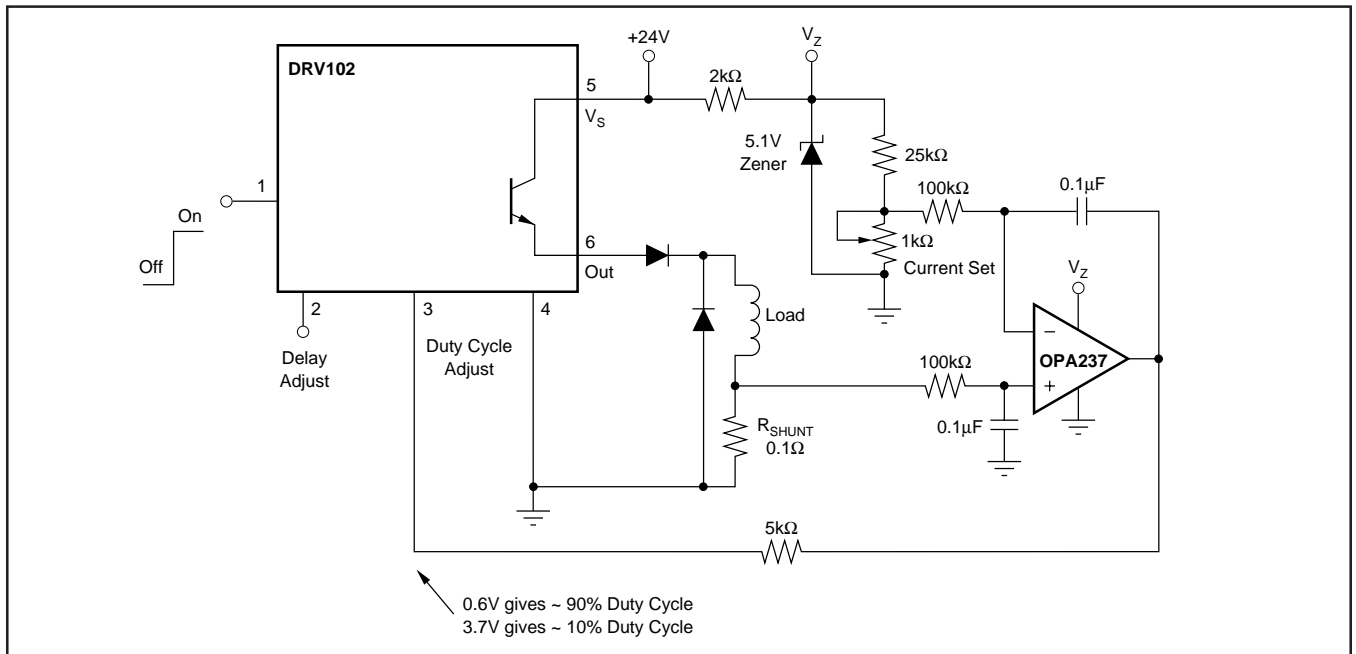 DRV102
+24V
V_Z
2kΩ
5
V_S
5.1V
Zener
25kΩ
100kΩ
0.1μF
1
On
Off
1kΩ
Current Set
6
Out
V_Z
Load
2
Delay
Adjust
3
Duty Cycle
Adjust
4
100kΩ
−
+
OPA237
0.1μF
R_SHUNT
0.1Ω
5kΩ
0.6V gives ~ 90% Duty Cycle
3.7V gives ~ 10% Duty Cycle